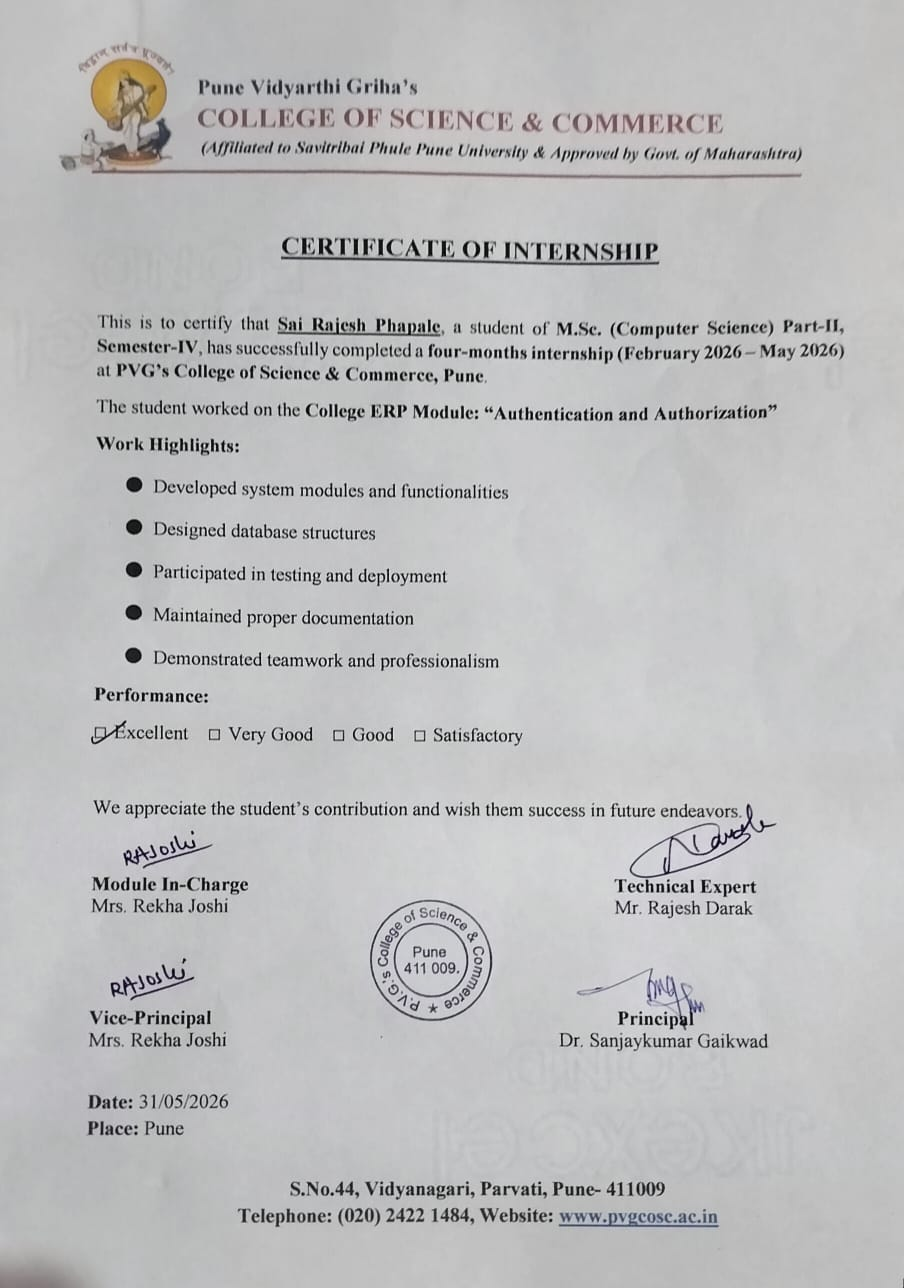 विद्वान् सर्वत्र पूज्यते
Pune Vidyarthi Griha's
COLLEGE OF SCIENCE & COMMERCE
(Affiliated to Savitribai Phule Pune University & Approved by Govt. of Maharashtra)
CERTIFICATE OF INTERNSHIP
This is to certify that Sai Rajesh Phapale, a student of M.Sc. (Computer Science) Part-II,
Semester-IV, has successfully completed a four-months internship (February 2026 – May 2026)
at PVG's College of Science & Commerce, Pune.
The student worked on the College ERP Module: “Authentication and Authorization”
Work Highlights:
● Developed system modules and functionalities
● Designed database structures
● Participated in testing and deployment
● Maintained proper documentation
● Demonstrated teamwork and professionalism
Performance:
☑ Excellent ☐ Very Good ☐ Good ☐ Satisfactory
We appreciate the student's contribution and wish them success in future endeavors.
RAJoshi
Module In-Charge
Mrs. Rekha Joshi
Technical Expert
Mr. Rajesh Darak
P.V.G.'s College of Science & Commerce ★
Pune
411 009.
RAJoshi
Vice-Principal
Mrs. Rekha Joshi
Principal
Dr. Sanjaykumar Gaikwad
Date: 31/05/2026
Place: Pune
S.No.44, Vidyanagari, Parvati, Pune- 411009
Telephone: (020) 2422 1484, Website: www.pvgcosc.ac.in